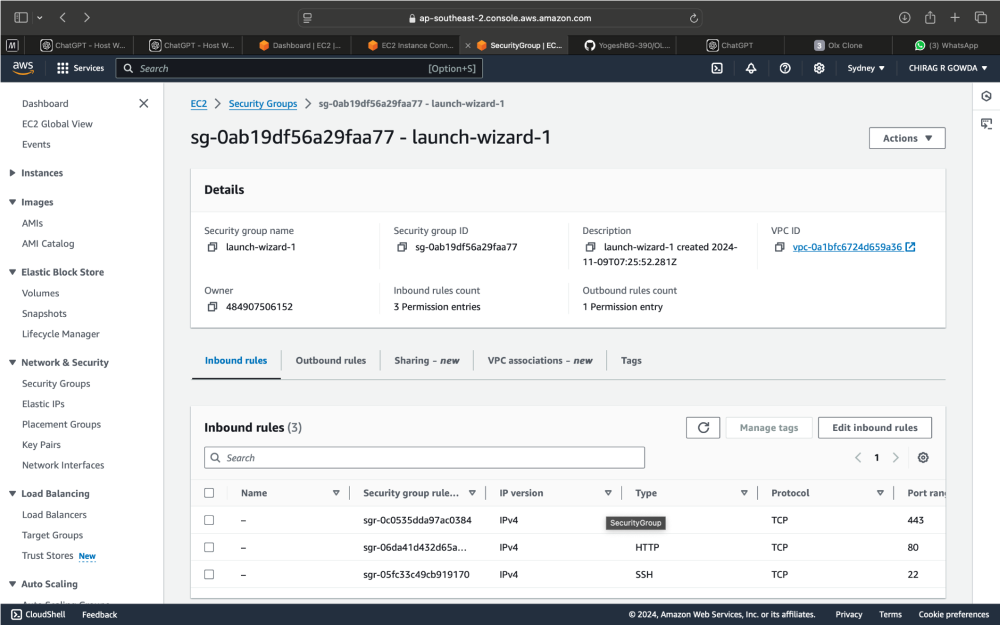 ap-southeast-2.console.aws.amazon.com
M
ChatGPT - Host W...
ChatGPT - Host W...
Dashboard | EC2 |...
EC2 Instance Conn...
SecurityGroup | EC...
YogeshBG-390/OL...
ChatGPT
3 Olx Clone
(3) WhatsApp
aws Services Search [Option+S] Sydney CHIRAG R GOWDA
Dashboard
EC2 Global View
Events
Instances
Images
AMIs
AMI Catalog
Elastic Block Store
Volumes
Snapshots
Lifecycle Manager
Network & Security
Security Groups
Elastic IPs
Placement Groups
Key Pairs
Network Interfaces
Load Balancing
Load Balancers
Target Groups
Trust Stores New
Auto Scaling
EC2 > Security Groups > sg-0ab19df56a29faa77 - launch-wizard-1
sg-0ab19df56a29faa77 - launch-wizard-1
Actions
Details
Security group name
launch-wizard-1
Security group ID
sg-0ab19df56a29faa77
Description
launch-wizard-1 created 2024-
11-09T07:25:52.281Z
VPC ID
vpc-0a1bfc6724d659a36
Owner
484907506152
Inbound rules count
3 Permission entries
Outbound rules count
1 Permission entry
Inbound rules Outbound rules Sharing - new VPC associations - new Tags
Inbound rules (3)
Manage tags
Edit inbound rules
Search
1
Name Security group rule... IP version Type Protocol Port rang
– sgr-0c0535dda97ac0384 IPv4 SecurityGroup TCP 443
– sgr-06da41d432d65a... IPv4 HTTP TCP 80
– sgr-05fc33c49cb919170 IPv4 SSH TCP 22
CloudShell Feedback © 2024, Amazon Web Services, Inc. or its affiliates. Privacy Terms Cookie preferences